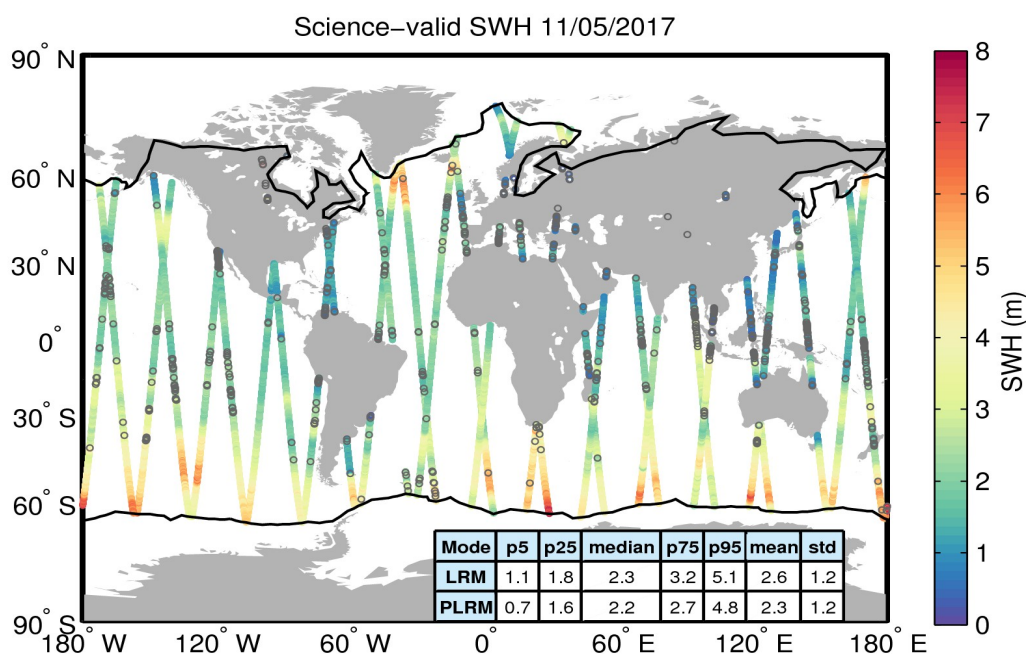 Science−valid SWH 11/05/2017
90° N
60° N
30° N
0°
30° S
60° S
90° S
180° W
120° W
60° W
0°
60° E
120° E
180° E
8
7
6
5
4
3
2
1
0
SWH (m)
Mode p5 p25 median p75 p95 mean std
LRM 1.1 1.8 2.3 3.2 5.1 2.6 1.2
PLRM 0.7 1.6 2.2 2.7 4.8 2.3 1.2